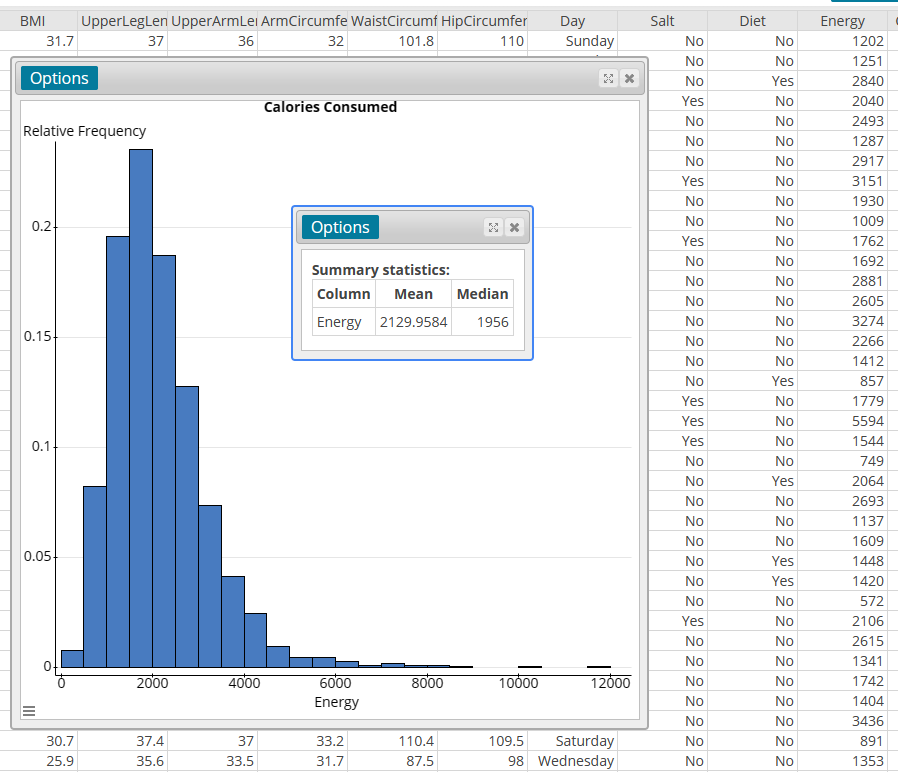 BMI UpperLegLen UpperArmLei ArmCircumfe WaistCircumf HipCircumfer Day Salt Diet Energy
31.7 37 36 32 101.8 110 Sunday No No 1202
No No 1251
Options
No Yes 2840
Calories Consumed
Yes No 2040
No No 2493
Relative Frequency
No No 1287
No No 2917
Yes No 3151
No No 1930
0.2
No No 1009
Options
Yes No 1762
No No 1692
Summary statistics:
No No 2881
Column Mean Median
No No 2605
Energy 2129.9584 1956
No No 3274
0.15
No No 2266
No No 1412
No Yes 857
Yes No 1779
Yes No 5594
0.1
Yes No 1544
No No 749
No Yes 2064
No No 2693
No No 1137
0.05
No No 1609
No Yes 1448
No Yes 1420
No No 572
Yes No 2106
No No 2615
0
No No 1341
0 2000 4000 6000 8000 10000 12000
No No 1742
Energy
No No 1404
No No 3436
30.7 37.4 37 33.2 110.4 109.5 Saturday No No 891
25.9 35.6 33.5 31.7 87.5 98 Wednesday No No 1353